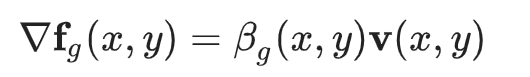 ∇𝐟_g(x, y) = β_g(x, y)𝐯(x, y)